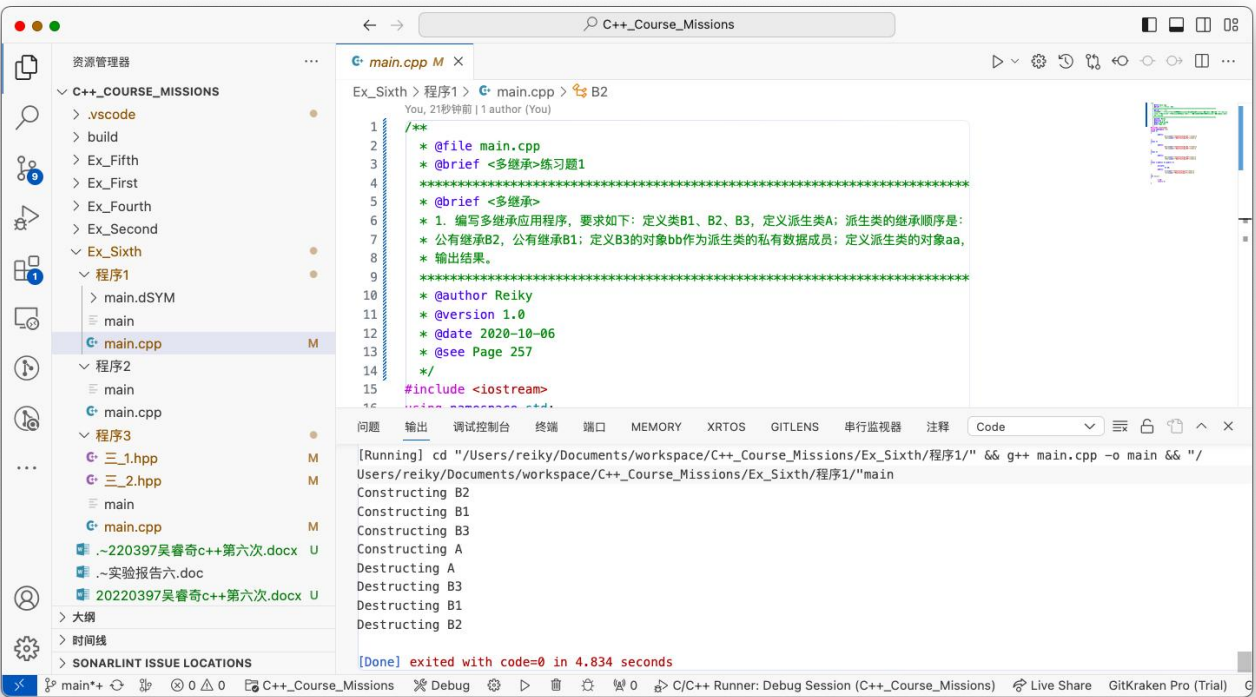 C++_Course_Missions
资源管理器
C++_COURSE_MISSIONS
.vscode
build
Ex_Fifth
Ex_First
Ex_Fourth
Ex_Second
Ex_Sixth
程序1
main.dSYM
main
main.cpp M
程序2
main
main.cpp
程序3
三_1.hpp M
三_2.hpp M
main
main.cpp M
.~220397吴睿奇c++第六次.docx U
.~实验报告六.doc
20220397吴睿奇c++第六次.docx U
大纲
时间线
SONARLINT ISSUE LOCATIONS
9
1
main.cpp M
Ex_Sixth > 程序1 > main.cpp > B2
You, 21秒钟前 | 1 author (You)
1 /**
2 * @file main.cpp
3 * @brief <多继承>练习题1
4 ************************************************************************
5 * @brief <多继承>
6 * 1. 编写多继承应用程序，要求如下：定义类B1、B2、B3，定义派生类A；派生类的继承顺序是：
7 * 公有继承B2，公有继承B1；定义B3的对象bb作为派生类的私有数据成员；定义派生类的对象aa，
8 * 输出结果。
9 ************************************************************************
10 * @author Reiky
11 * @version 1.0
12 * @date 2020-10-06
13 * @see Page 257
14 */
15 #include <iostream>
16 using namespace std;
问题 输出 调试控制台 终端 端口 MEMORY XRTOS GITLENS 串行监视器 注释 Code
[Running] cd "/Users/reiky/Documents/workspace/C++_Course_Missions/Ex_Sixth/程序1/" && g++ main.cpp -o main && "/
Users/reiky/Documents/workspace/C++_Course_Missions/Ex_Sixth/程序1/"main
Constructing B2
Constructing B1
Constructing B3
Constructing A
Destructing A
Destructing B3
Destructing B1
Destructing B2
[Done] exited with code=0 in 4.834 seconds
main*+ 0 0 C++_Course_Missions Debug 0 C/C++ Runner: Debug Session (C++_Course_Missions) Live Share GitKraken Pro (Trial)